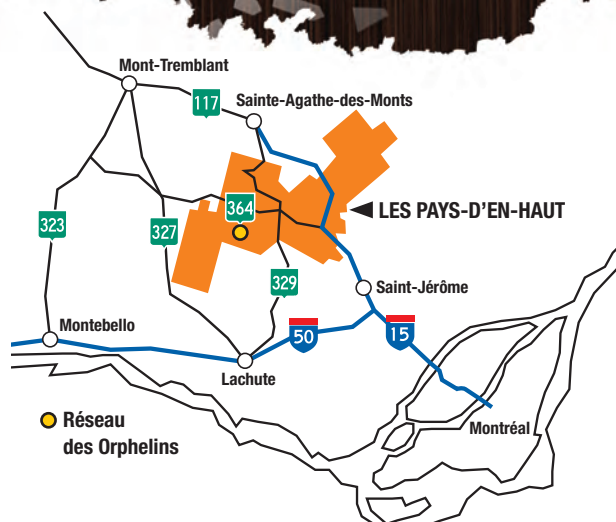 Mont-Tremblant
117
Sainte-Agathe-des-Monts
364
LES PAYS-D'EN-HAUT
323
327
329
Saint-Jérôme
Montebello
50
15
Lachute
Réseau
des Orphelins
Montréal